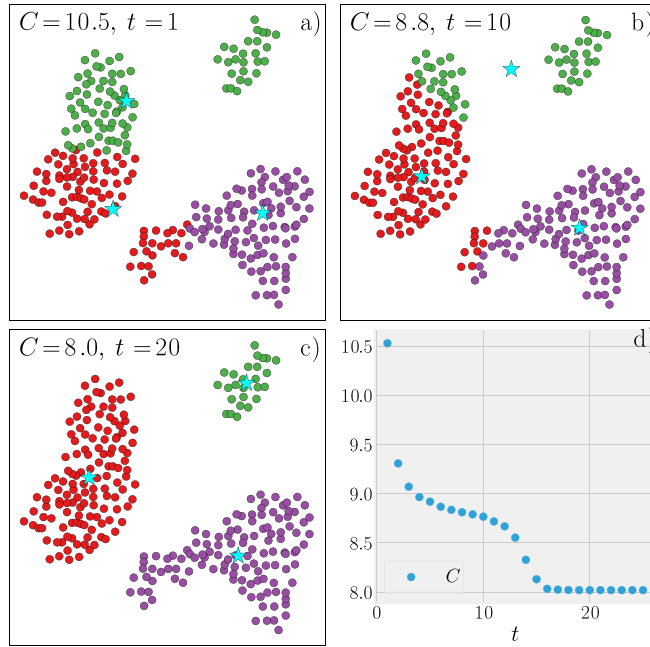 C = 10.5, t = 1 a)
C = 8.8, t = 10 b)
C = 8.0, t = 20 c)
d)
10.5
10.0
9.5
9.0
8.5
8.0
C
0 10 20
t